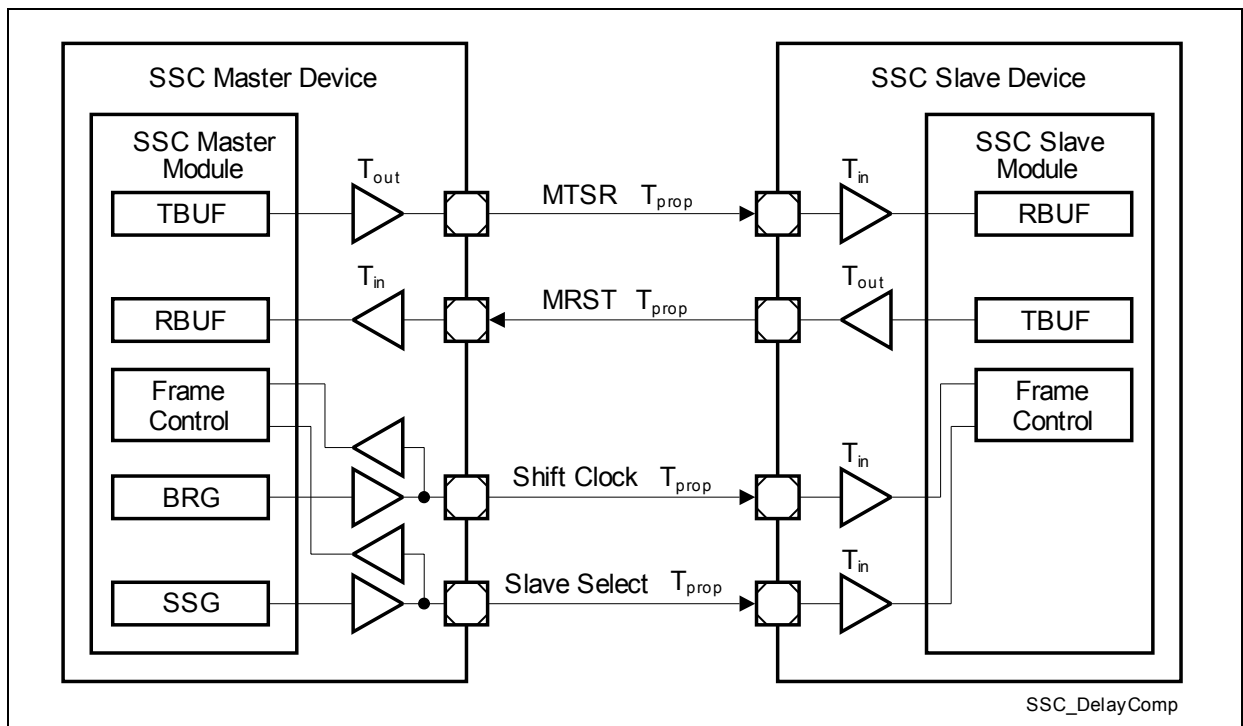 SSC Master Device
SSC Slave Device
SSC Master
Module
SSC Slave
Module
TBUF
Tout
MTSR Tprop
Tin
RBUF
RBUF
Tin
MRST Tprop
Tout
TBUF
Frame
Control
Frame
Control
BRG
Shift Clock Tprop
Tin
SSG
Slave Select Tprop
Tin
SSC_DelayComp